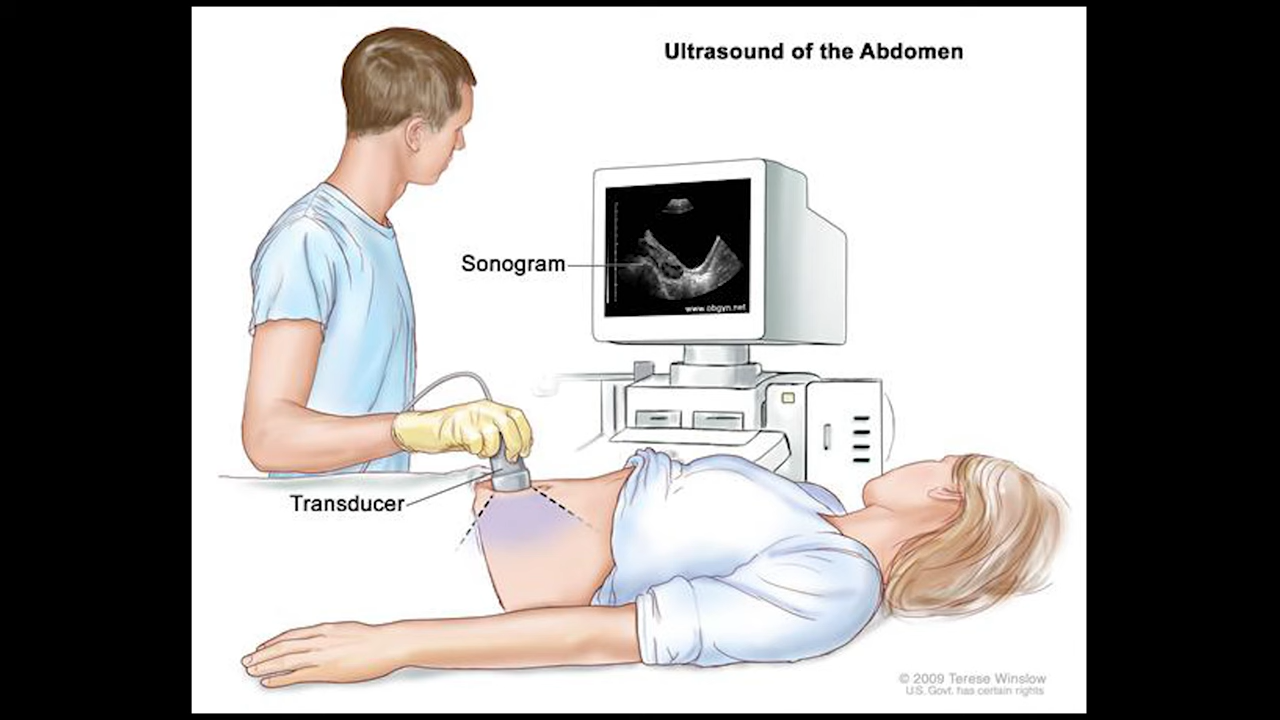 Ultrasound of the Abdomen
Sonogram
www.obgyn.net
Transducer
© 2009 Terese Winslow
U.S. Govt. has certain rights